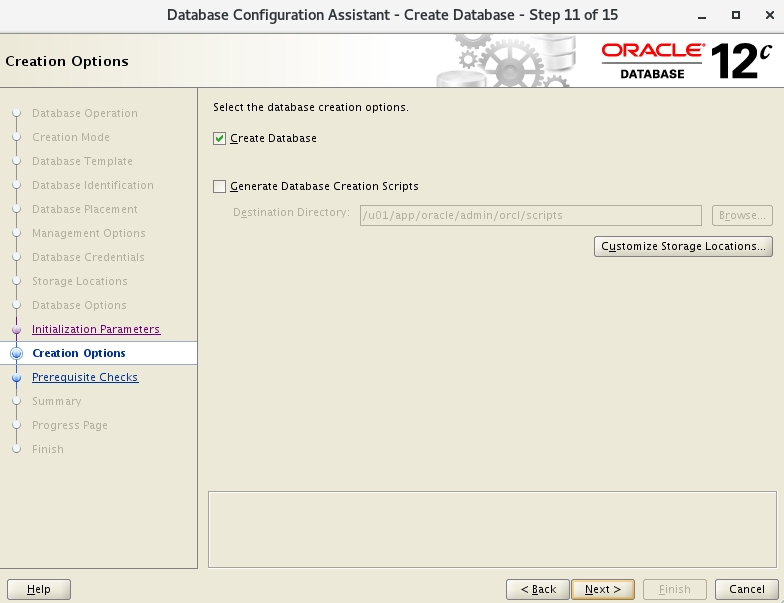 Database Configuration Assistant - Create Database - Step 11 of 15
Creation Options
ORACLE
DATABASE
12c
Database Operation
Creation Mode
Database Template
Database Identification
Database Placement
Management Options
Database Credentials
Storage Locations
Database Options
Initialization Parameters
Creation Options
Prerequisite Checks
Summary
Progress Page
Finish
Select the database creation options.
Create Database
Generate Database Creation Scripts
Destination Directory: /u01/app/oracle/admin/orcl/scripts Browse...
Customize Storage Locations...
Help < Back Next > Finish Cancel